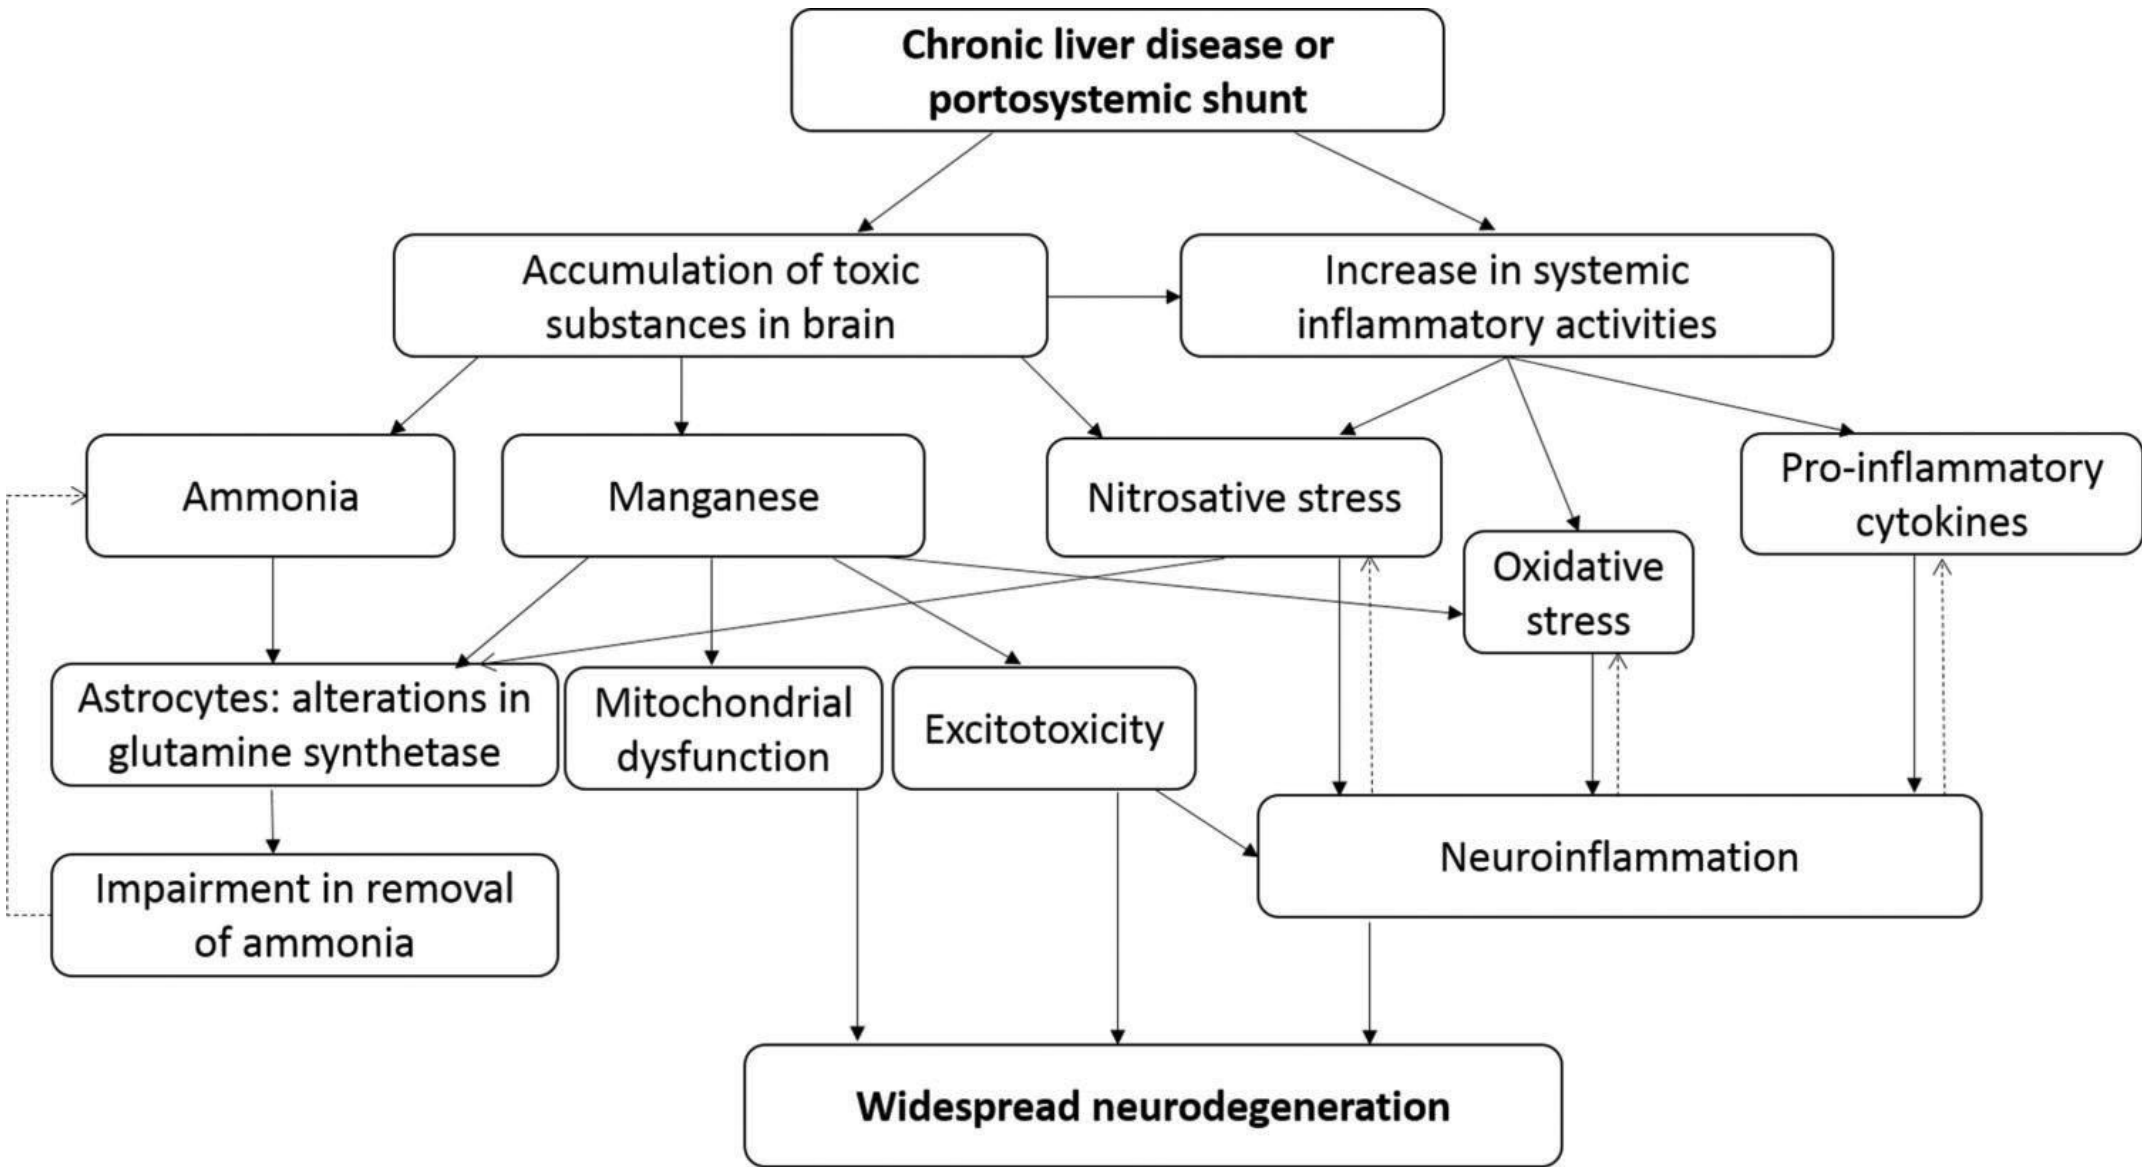 Chronic liver disease or
portosystemic shunt
Accumulation of toxic
substances in brain
Increase in systemic
inflammatory activities
Ammonia
Manganese
Nitrosative stress
Pro-inflammatory
cytokines
Oxidative
stress
Astrocytes: alterations in
glutamine synthetase
Mitochondrial
dysfunction
Excitotoxicity
Impairment in removal
of ammonia
Neuroinflammation
Widespread neurodegeneration